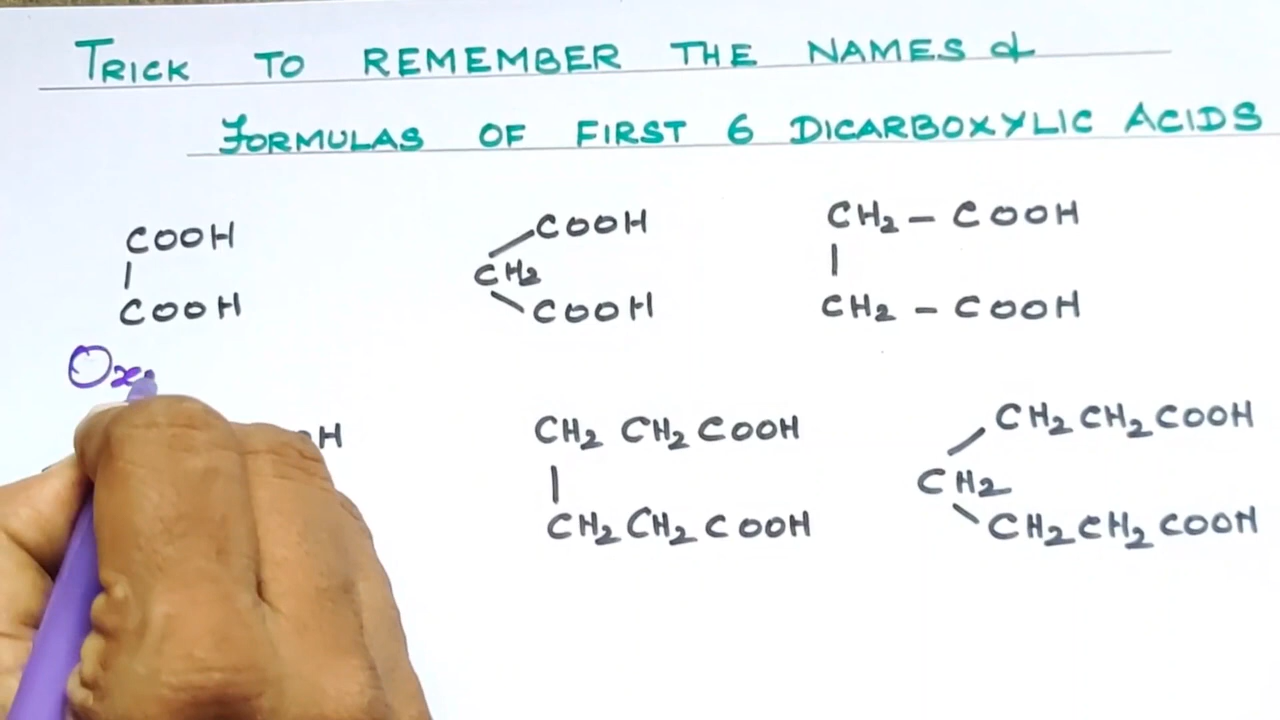 TRICK TO REMEMBER THE NAMES &
FORMULAS OF FIRST 6 DICARBOXYLIC ACIDS
COOH
|
COOH
COOH
CH₂
COOH
CH₂ – COOH
|
CH₂ – COOH
CH₂ CH₂ COOH
|
CH₂ CH₂ COOH
CH₂ CH₂ COOH
CH₂
CH₂ CH₂ COOH